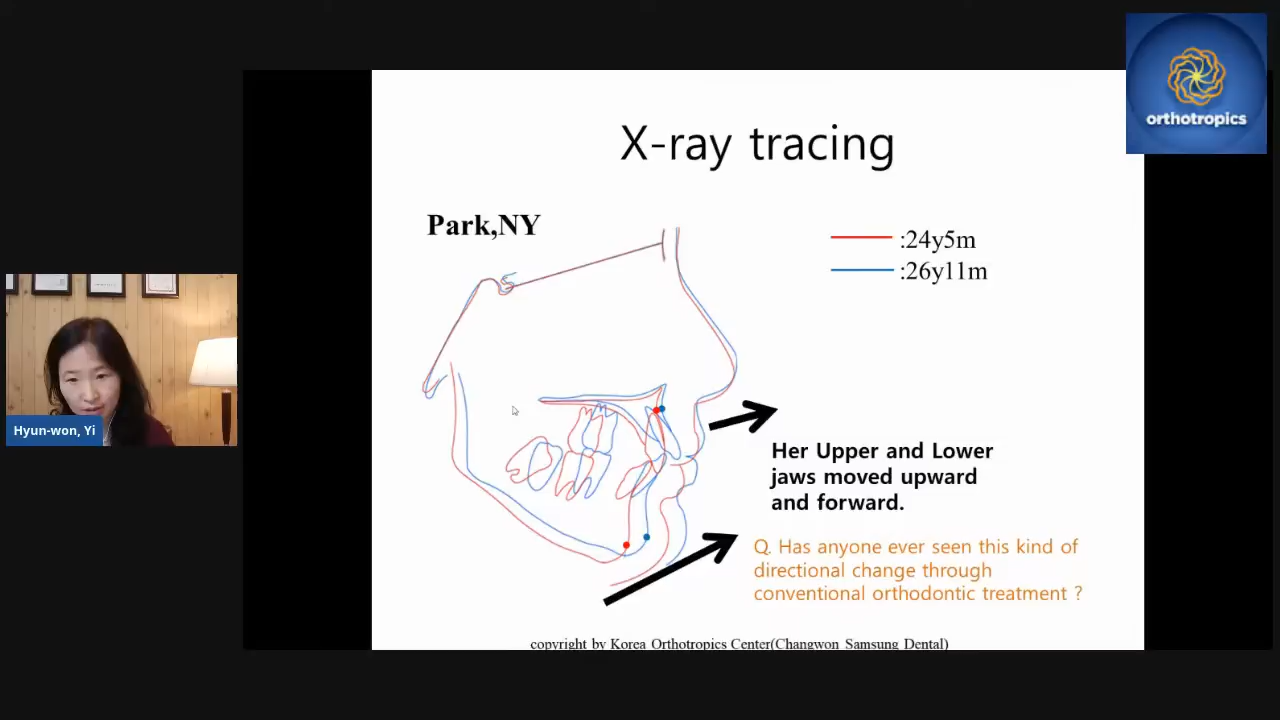 orthotropics
X-ray tracing
Park,NY
:24y5m
:26y11m
Hyun-won, Yi
Her Upper and Lower
jaws moved upward
and forward.
Q. Has anyone ever seen this kind of
directional change through
conventional orthodontic treatment ?
copyright by Korea Orthotropics Center(Changwon Samsung Dental)